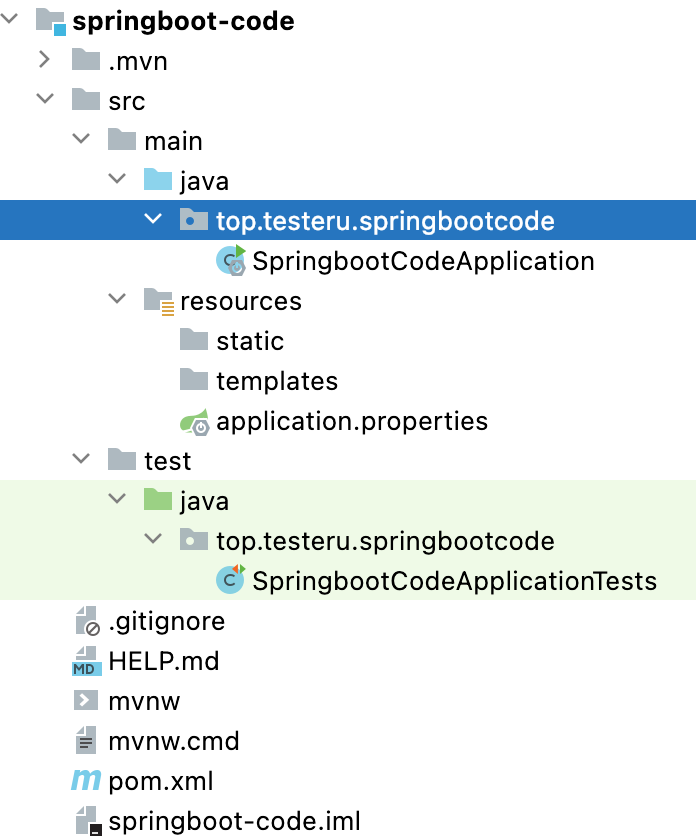 springboot-code
.mvn
src
main
java
top.testeru.springbootcode
C SpringbootCodeApplication
resources
static
templates
application.properties
test
java
top.testeru.springbootcode
C SpringbootCodeApplicationTests
.gitignore
MD HELP.md
mvnw
mvnw.cmd
m pom.xml
springboot-code.iml